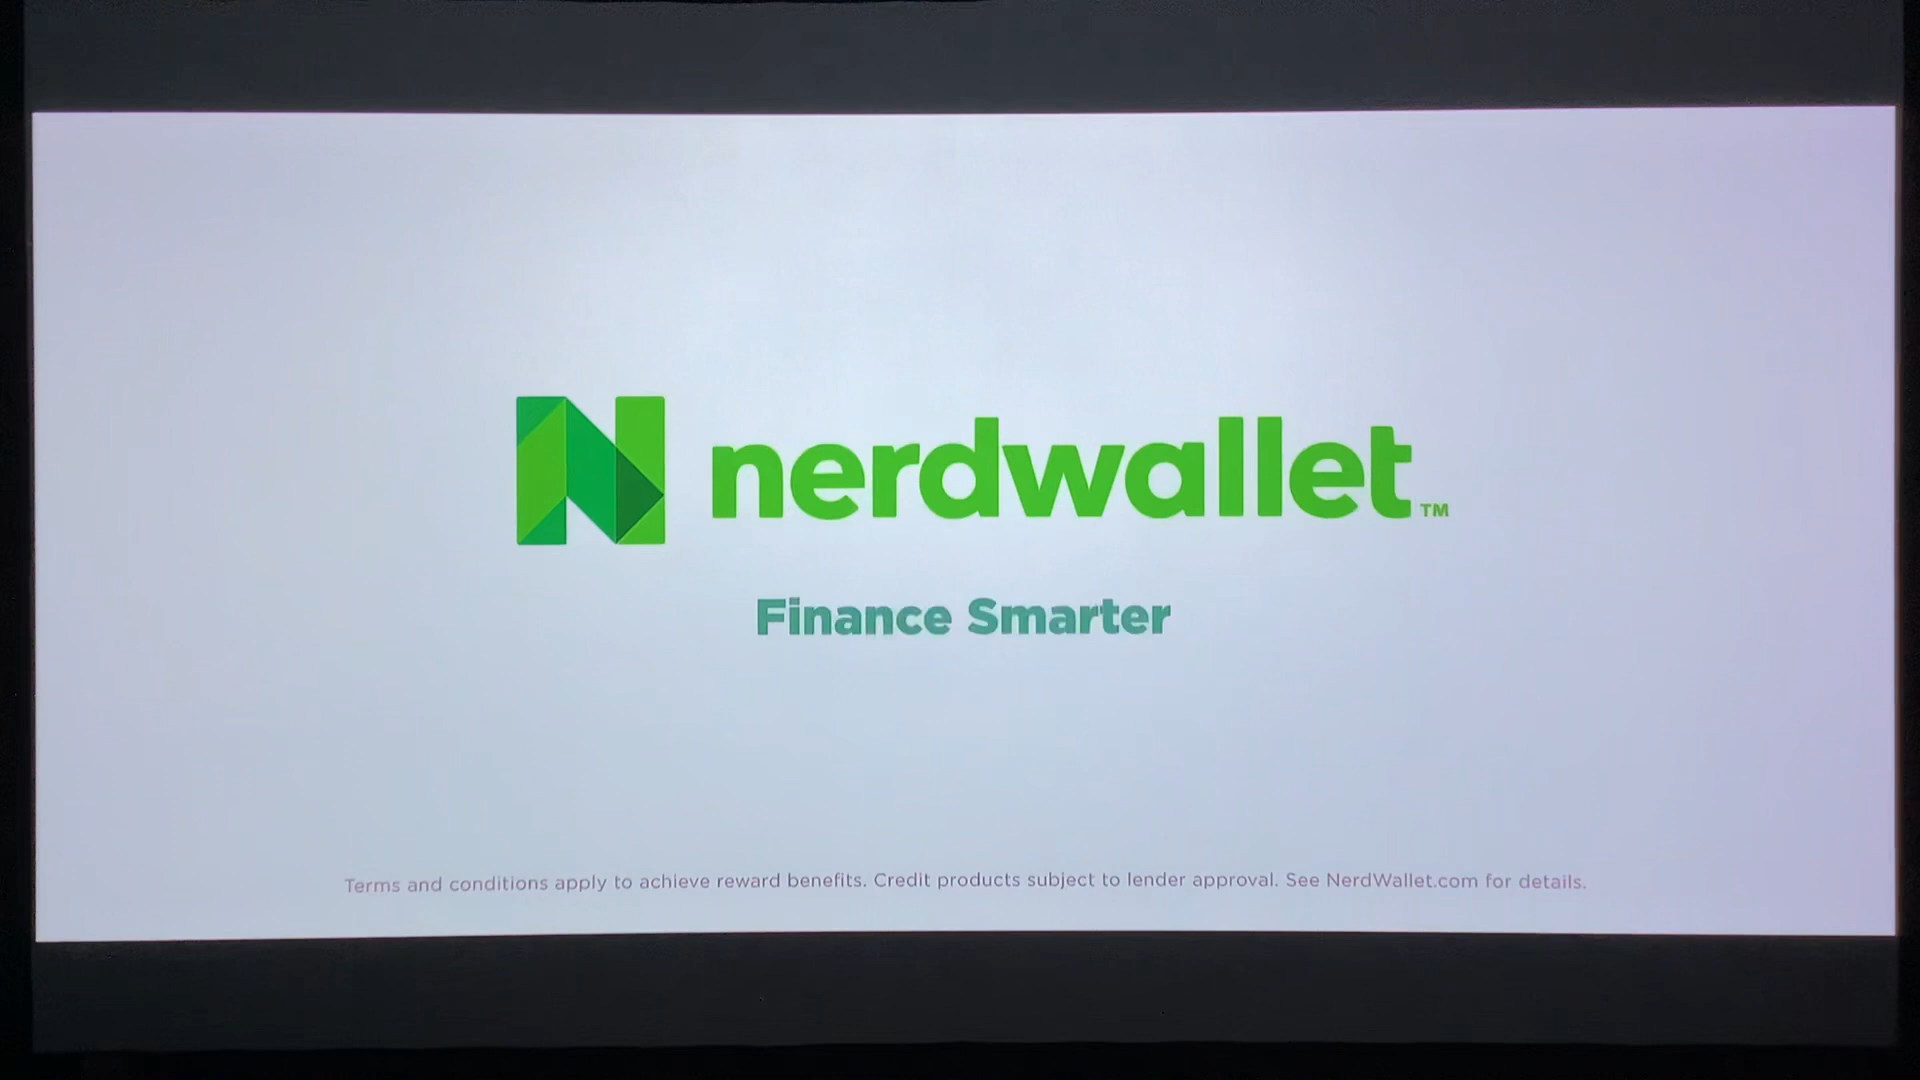 nerdwallet™
Finance Smarter
Terms and conditions apply to achieve reward benefits. Credit products subject to lender approval. See NerdWallet.com for details.